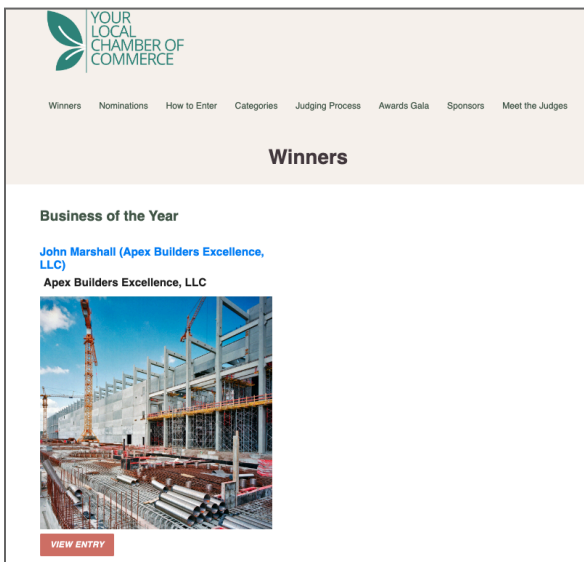 YOUR
LOCAL
CHAMBER OF
COMMERCE
Winners Nominations How to Enter Categories Judging Process Awards Gala Sponsors Meet the Judges
Winners
Business of the Year
John Marshall (Apex Builders Excellence,
LLC)
Apex Builders Excellence, LLC
VIEW ENTRY